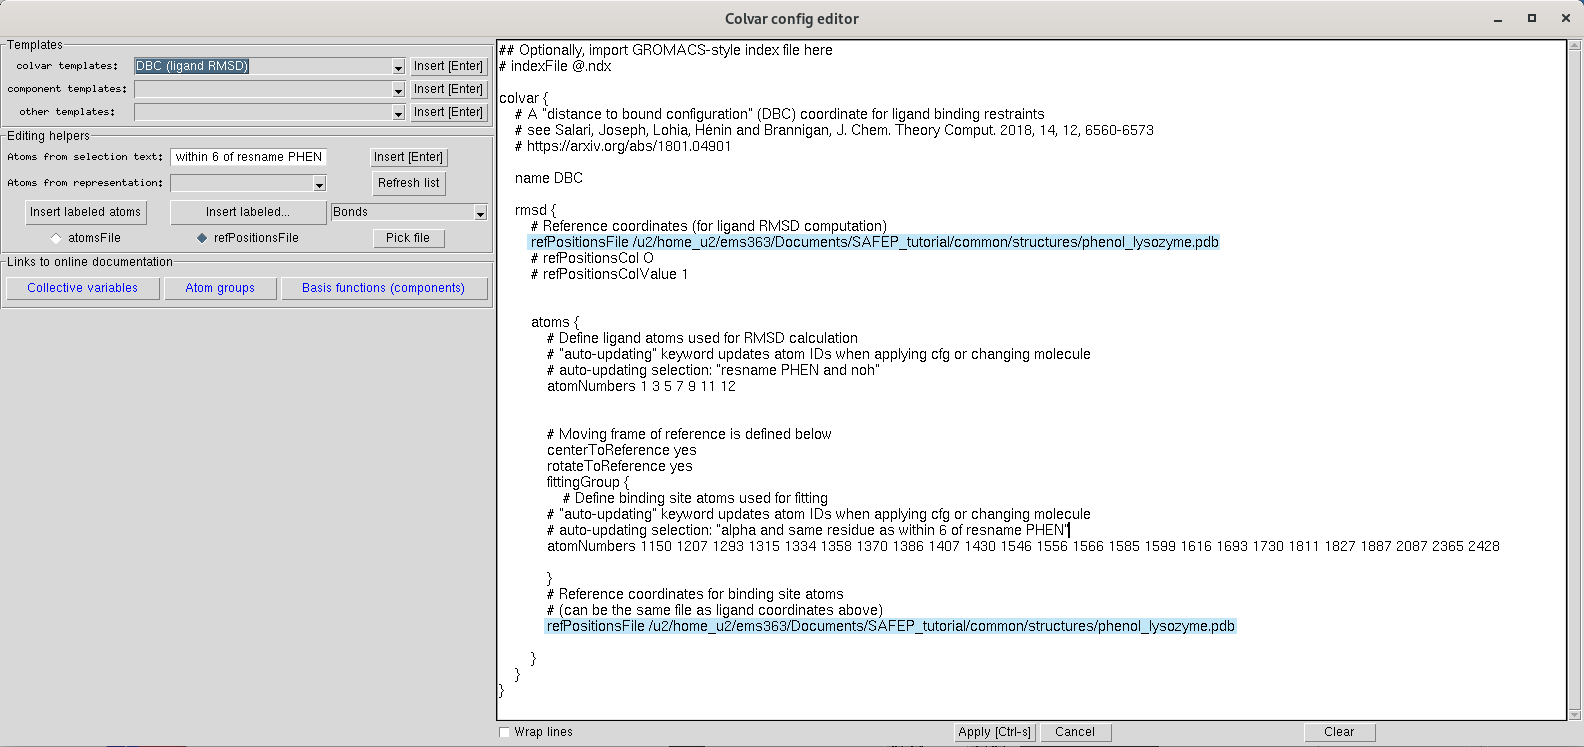 Colvar config editor
Templates
colvar templates: DBC (ligand RMSD) Insert [Enter]
component templates: Insert [Enter]
other templates: Insert [Enter]
Editing helpers
Atoms from selection text: within 6 of resname PHEN Insert [Enter]
Atoms from representation: Refresh list
Insert labeled atoms Insert labeled... Bonds
atomsFile refPositionsFile Pick file
Links to online documentation
Collective variables Atom groups Basis functions (components)
## Optionally, import GROMACS-style index file here
# indexFile @.ndx
colvar {
# A "distance to bound configuration" (DBC) coordinate for ligand binding restraints
# see Salari, Joseph, Lohia, Hénin and Brannigan, J. Chem. Theory Comput. 2018, 14, 12, 6560-6573
# https://arxiv.org/abs/1801.04901
name DBC
rmsd {
# Reference coordinates (for ligand RMSD computation)
refPositionsFile /u2/home_u2/ems363/Documents/SAFEP_tutorial/common/structures/phenol_lysozyme.pdb
# refPositionsCol O
# refPositionsColValue 1
atoms {
# Define ligand atoms used for RMSD calculation
# "auto-updating" keyword updates atom IDs when applying cfg or changing molecule
# auto-updating selection: "resname PHEN and noh"
atomNumbers 1 3 5 7 9 11 12
# Moving frame of reference is defined below
centerToReference yes
rotateToReference yes
fittingGroup {
# Define binding site atoms used for fitting
# "auto-updating" keyword updates atom IDs when applying cfg or changing molecule
# auto-updating selection: "alpha and same residue as within 6 of resname PHEN"
atomNumbers 1150 1207 1293 1315 1334 1358 1370 1386 1407 1430 1546 1556 1566 1585 1599 1616 1693 1730 1811 1827 1887 2087 2365 2428
}
# Reference coordinates for binding site atoms
# (can be the same file as ligand coordinates above)
refPositionsFile /u2/home_u2/ems363/Documents/SAFEP_tutorial/common/structures/phenol_lysozyme.pdb
}
}
}
Wrap lines Apply [Ctrl-s] Cancel Clear